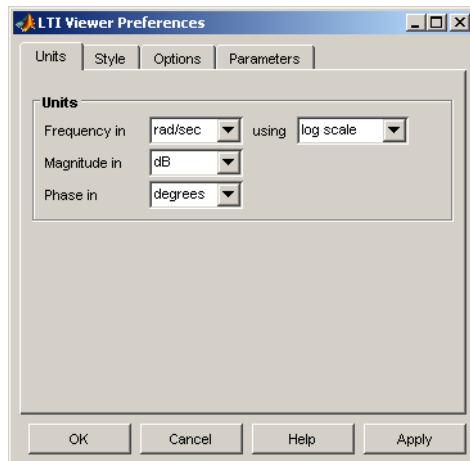 LTI Viewer Preferences
Units Style Options Parameters
Units
Frequency in rad/sec using log scale
Magnitude in dB
Phase in degrees
OK Cancel Help Apply